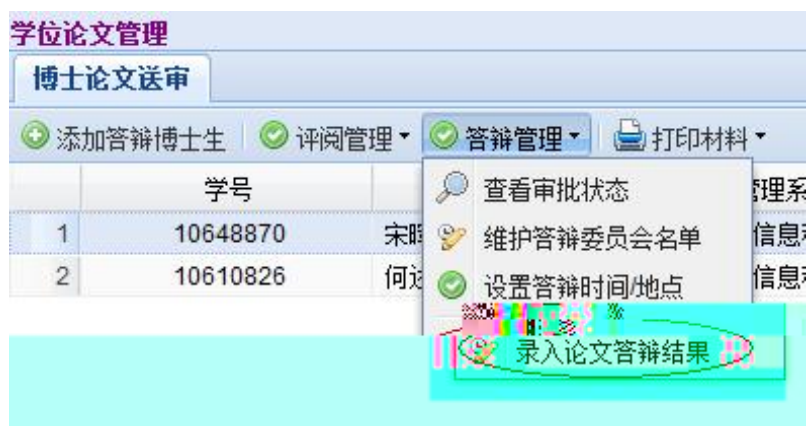 学位论文管理
博士论文送审
添加答辩博士生 评阅管理 答辩管理 打印材料
学号
查看审批状态
管理系
1 10648870 宋
维护答辩委员会名单
信息
2 10610826 何
设置答辩时间/地点
信息
录入论文答辩结果